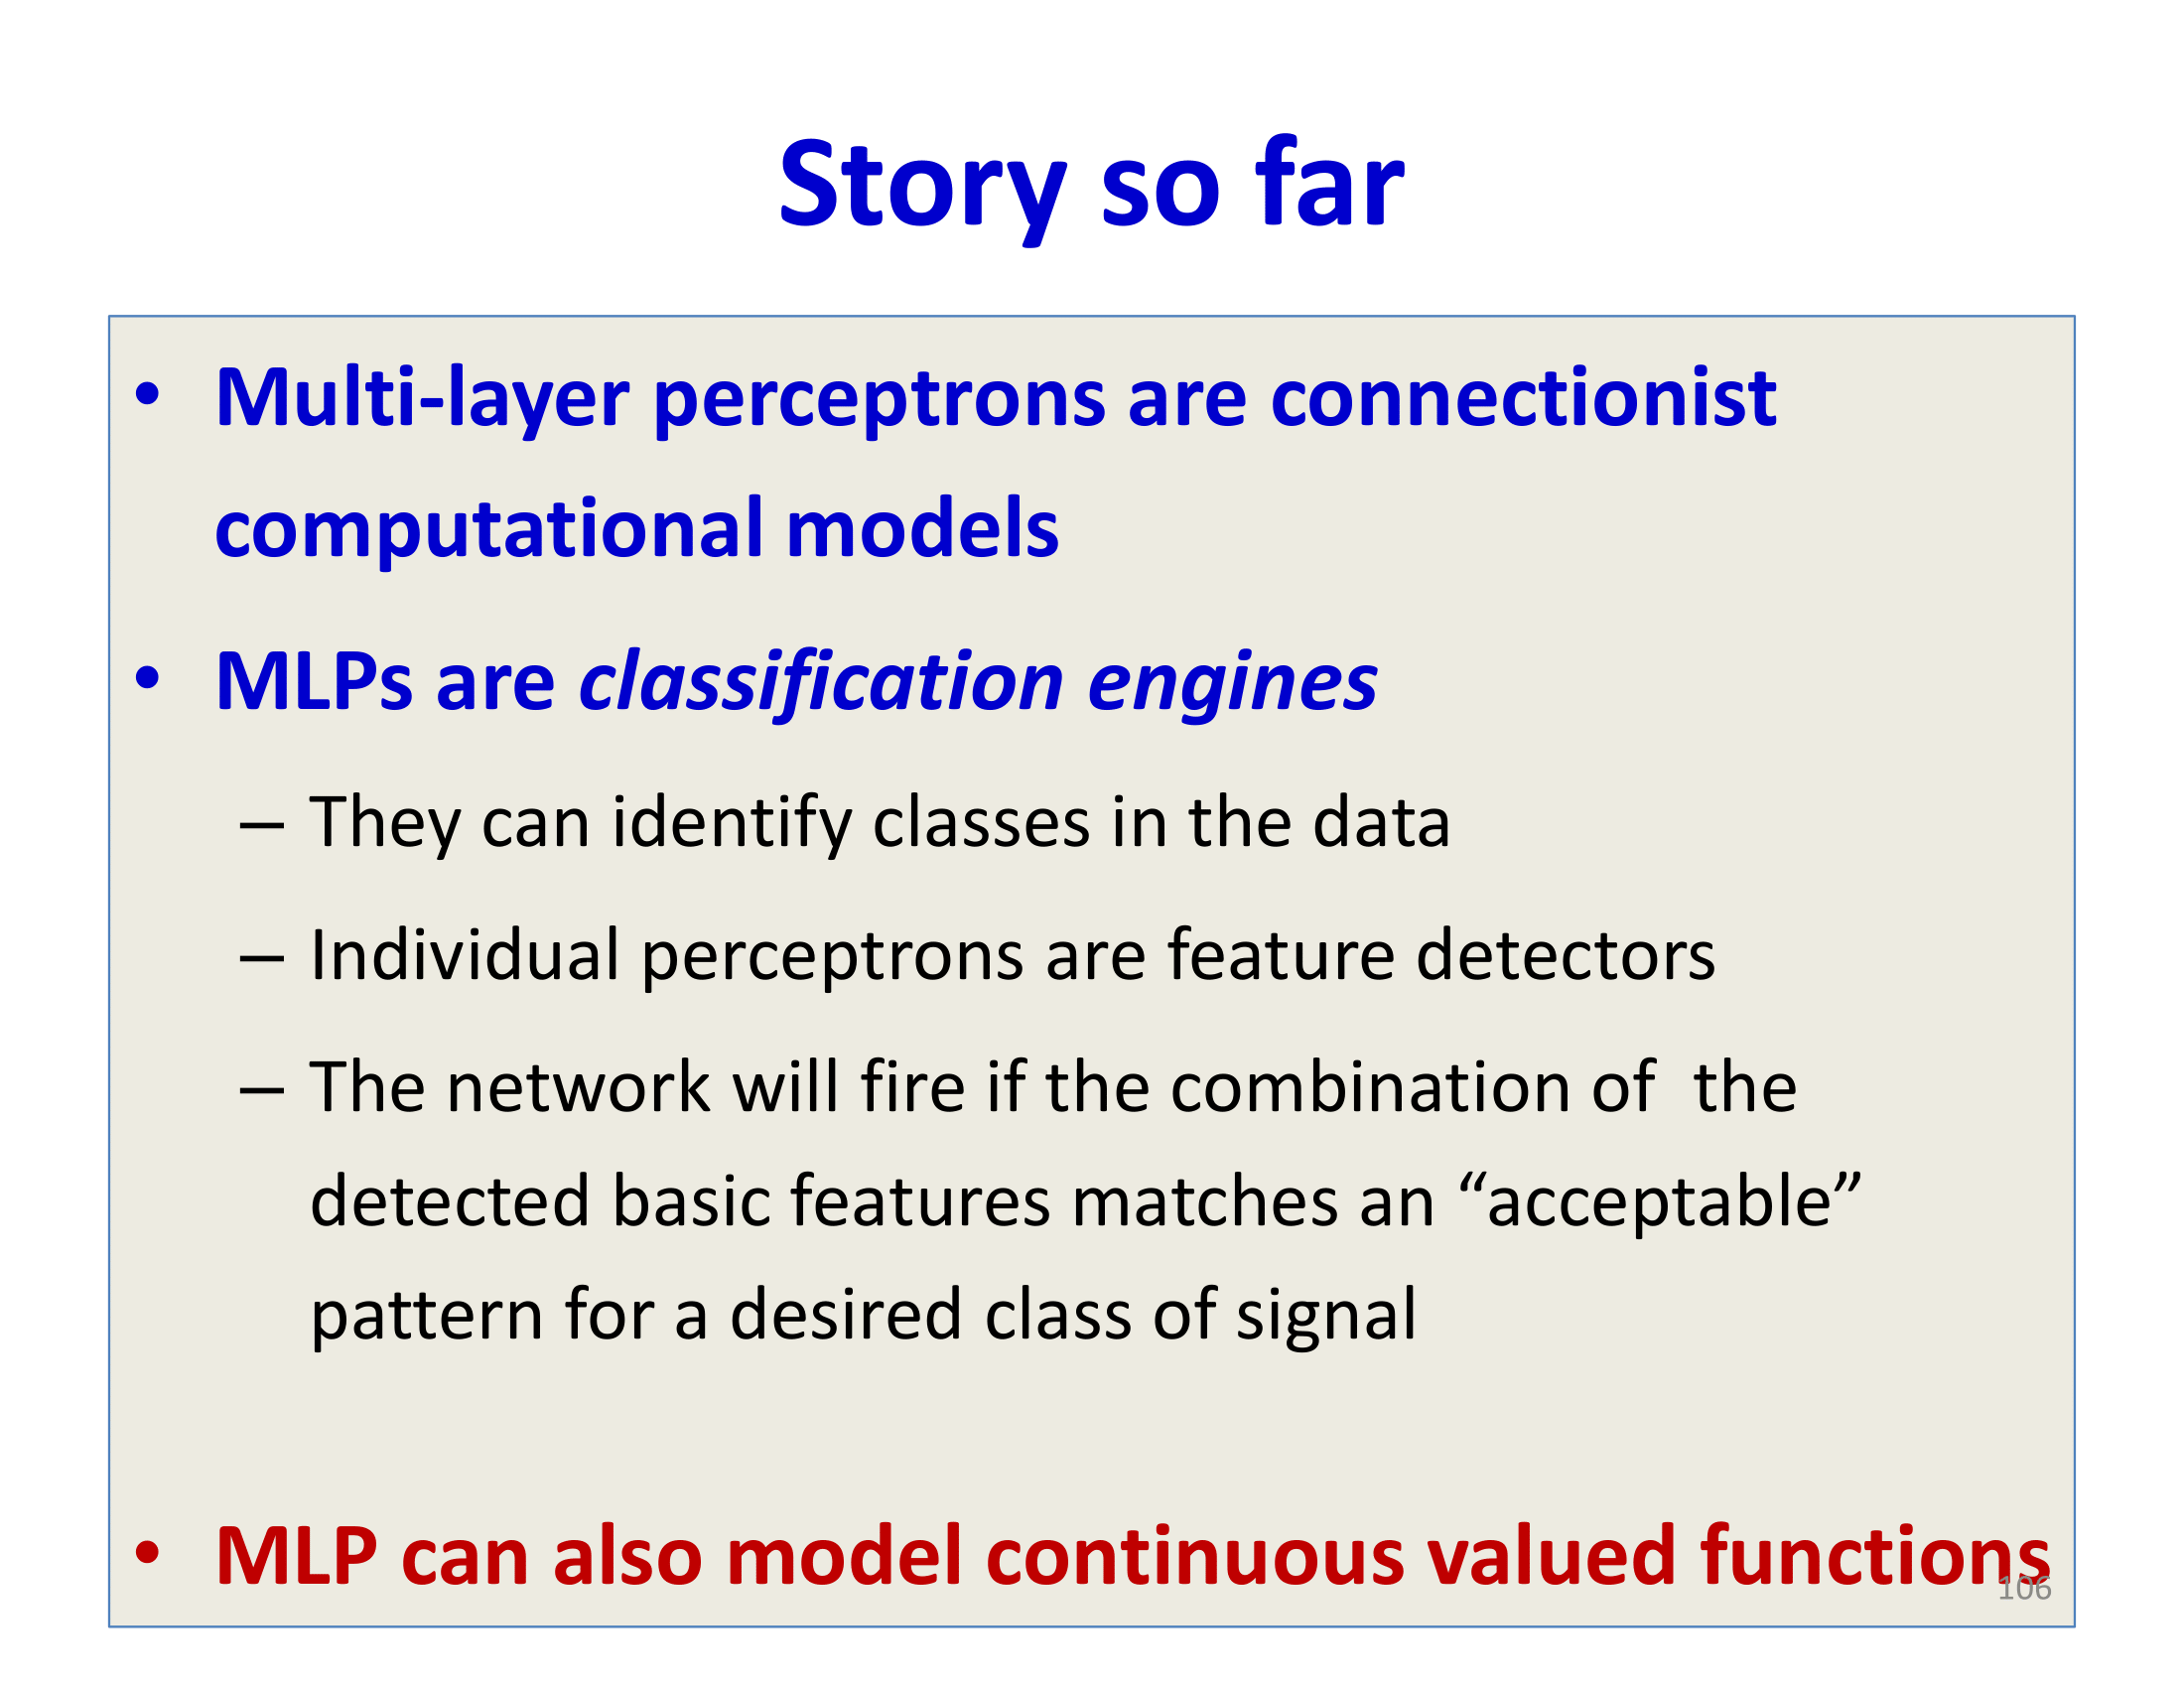 Story so far
• Multi-layer perceptrons are connectionist
computational models
• MLPs are classification engines
– They can identify classes in the data
– Individual perceptrons are feature detectors
– The network will fire if the combination of  the
detected basic features matches an “acceptable”
pattern for a desired class of signal
• MLP can also model continuous valued functions
106